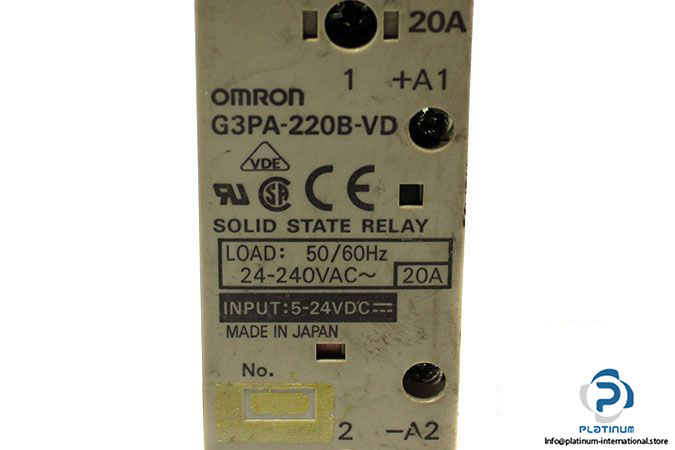 20A
1 +A1
OMRON
G3PA-220B-VD
VDE
SOLID STATE RELAY
LOAD: 50/60Hz
24-240VAC~ 20A
INPUT:5-24VDC
MADE IN JAPAN
No.
2 -A2
PLATINUM
info@platinum-international.store